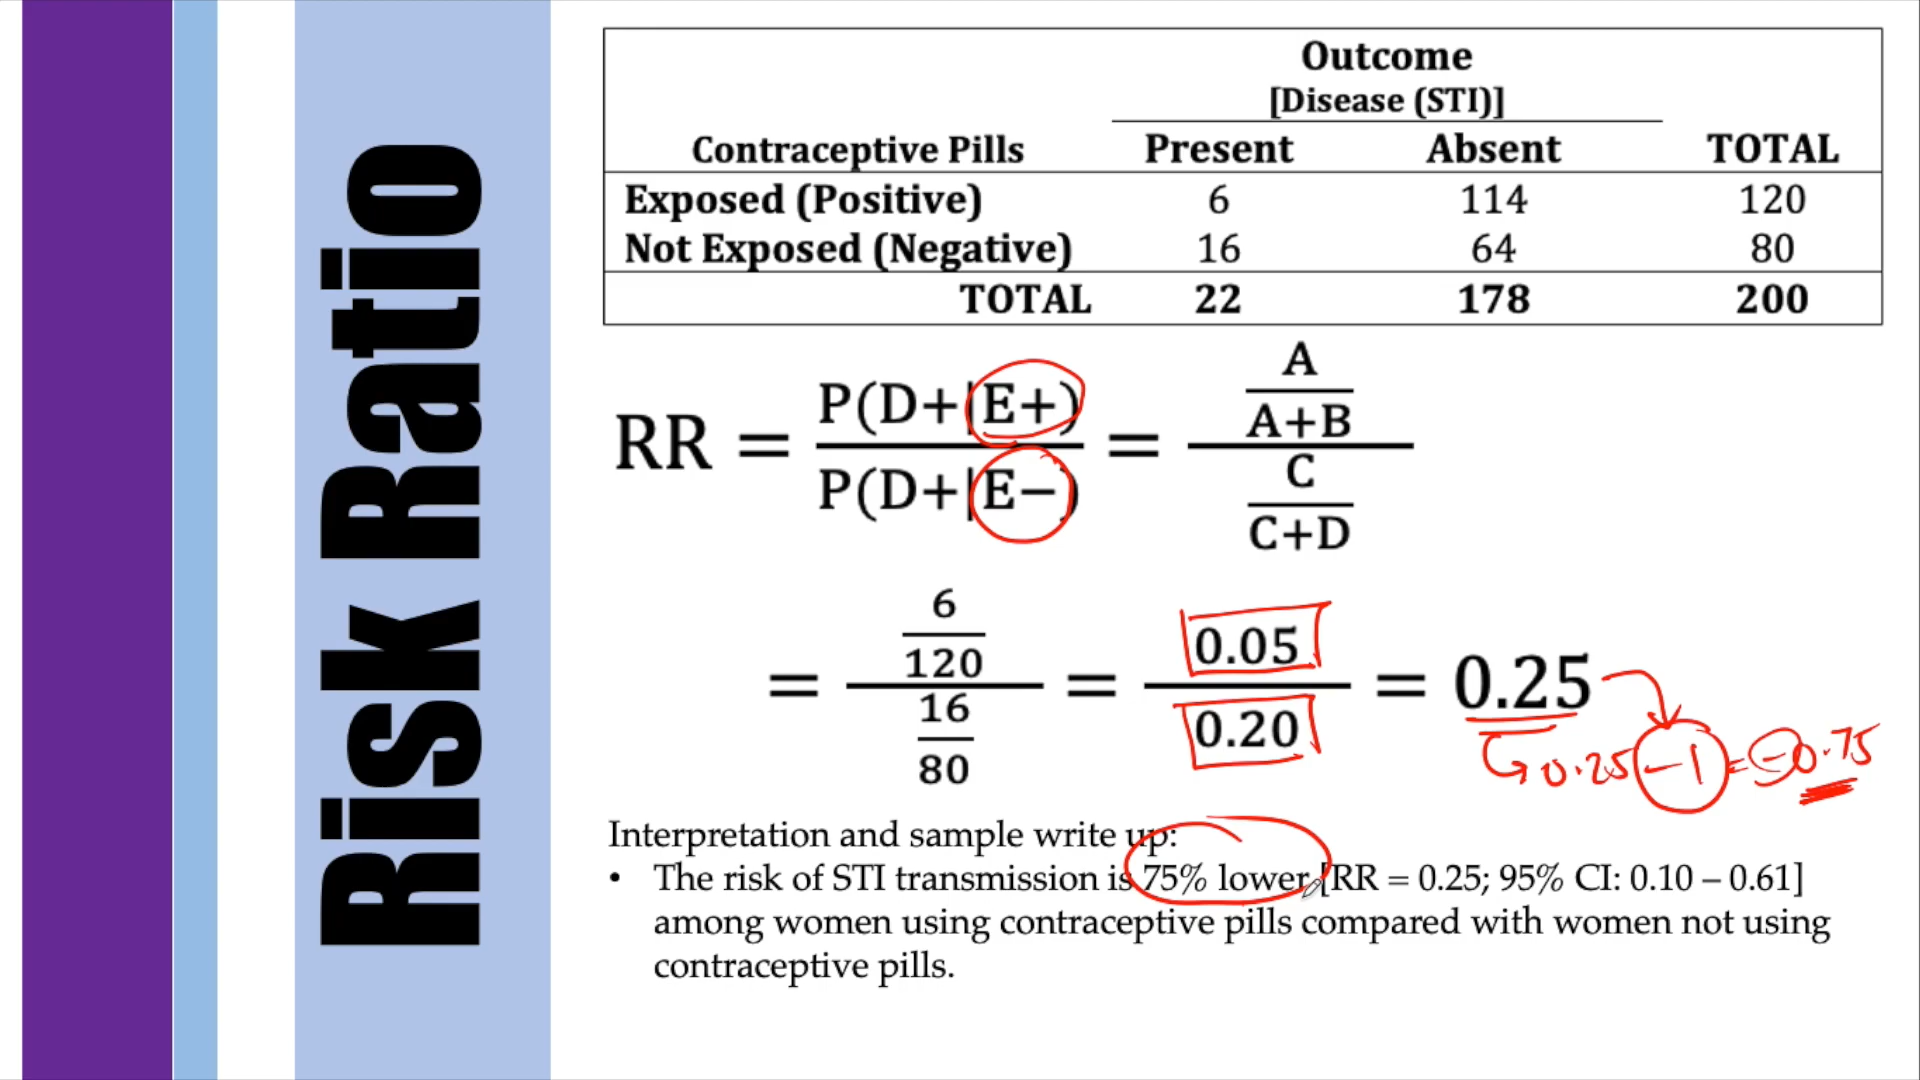 Risk Ratio
Outcome
[Disease (STI)]
Contraceptive Pills Present Absent TOTAL
Exposed (Positive) 6 114 120
Not Exposed (Negative) 16 64 80
TOTAL 22 178 200
RR = P(D+|E+) / P(D+|E−) = A/(A+B) / C/(C+D)
= 6/120 / 16/80 = 0.05 / 0.20 = 0.25
0.25 −1 = −0.75
Interpretation and sample write up:
• The risk of STI transmission is 75% lower [RR = 0.25; 95% CI: 0.10 – 0.61]
among women using contraceptive pills compared with women not using
contraceptive pills.